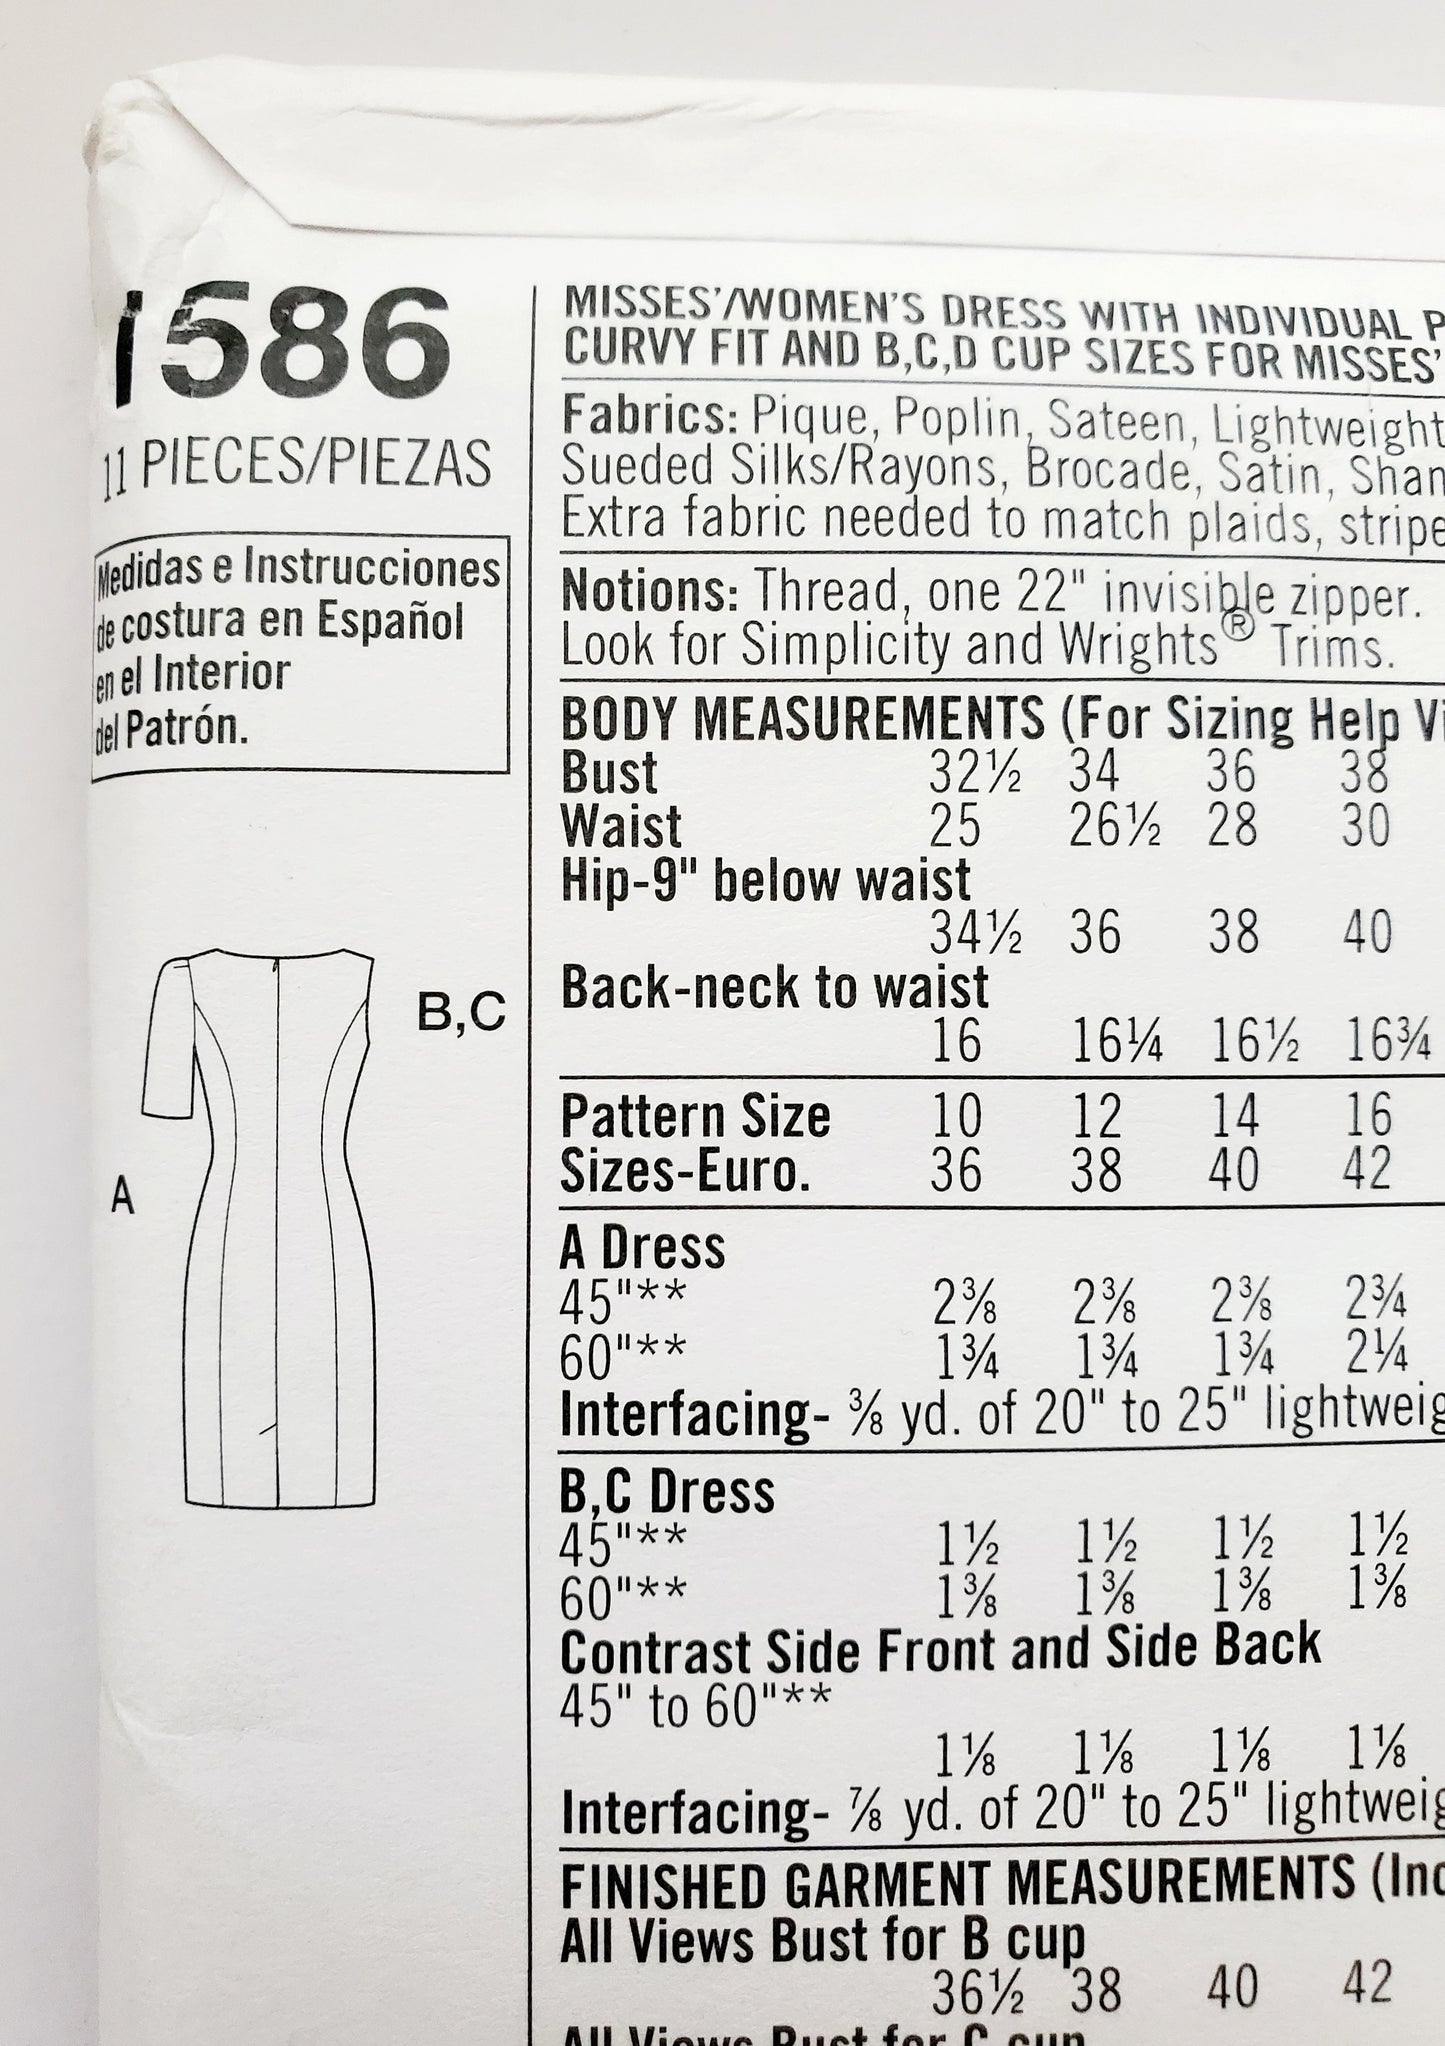 1586
11 PIECES/PIEZAS
Medidas e Instrucciones
de costura en Español
en el Interior
del Patrón.
B,C
A
MISSES'/WOMEN'S DRESS WITH INDIVIDUAL
CURVY FIT AND B,C,D CUP SIZES FOR MISSES'
Fabrics: Pique, Poplin, Sateen, Lightweight
Sueded Silks/Rayons, Brocade, Satin,
Extra fabric needed to match plaids,
Notions: Thread, one 22" invisible zipper.
Look for Simplicity and Wrights® Trims.
BODY MEASUREMENTS (For Sizing Help
Bust 32½ 34 36 38
Waist 25 26½ 28 30
Hip-9" below waist
34½ 36 38 40
Back-neck to waist
16 16¼ 16½ 16¾
Pattern Size 10 12 14 16
Sizes-Euro. 36 38 40 42
A Dress
45"** 2⅜ 2⅜ 2⅜ 2¾
60"** 1¾ 1¾ 1¾ 2¼
Interfacing- ⅜ yd. of 20" to 25"
B,C Dress
45"** 1½ 1½ 1½ 1½
60"** 1⅜ 1⅜ 1⅜ 1⅜
Contrast Side Front and Side Back
45" to 60"**
1⅛ 1⅛ 1⅛ 1⅛
Interfacing- ⅞ yd. of 20" to 25"
FINISHED GARMENT MEASUREMENTS
All Views Bust for B cup
36½ 38 40 42
All Views Bust for C cup